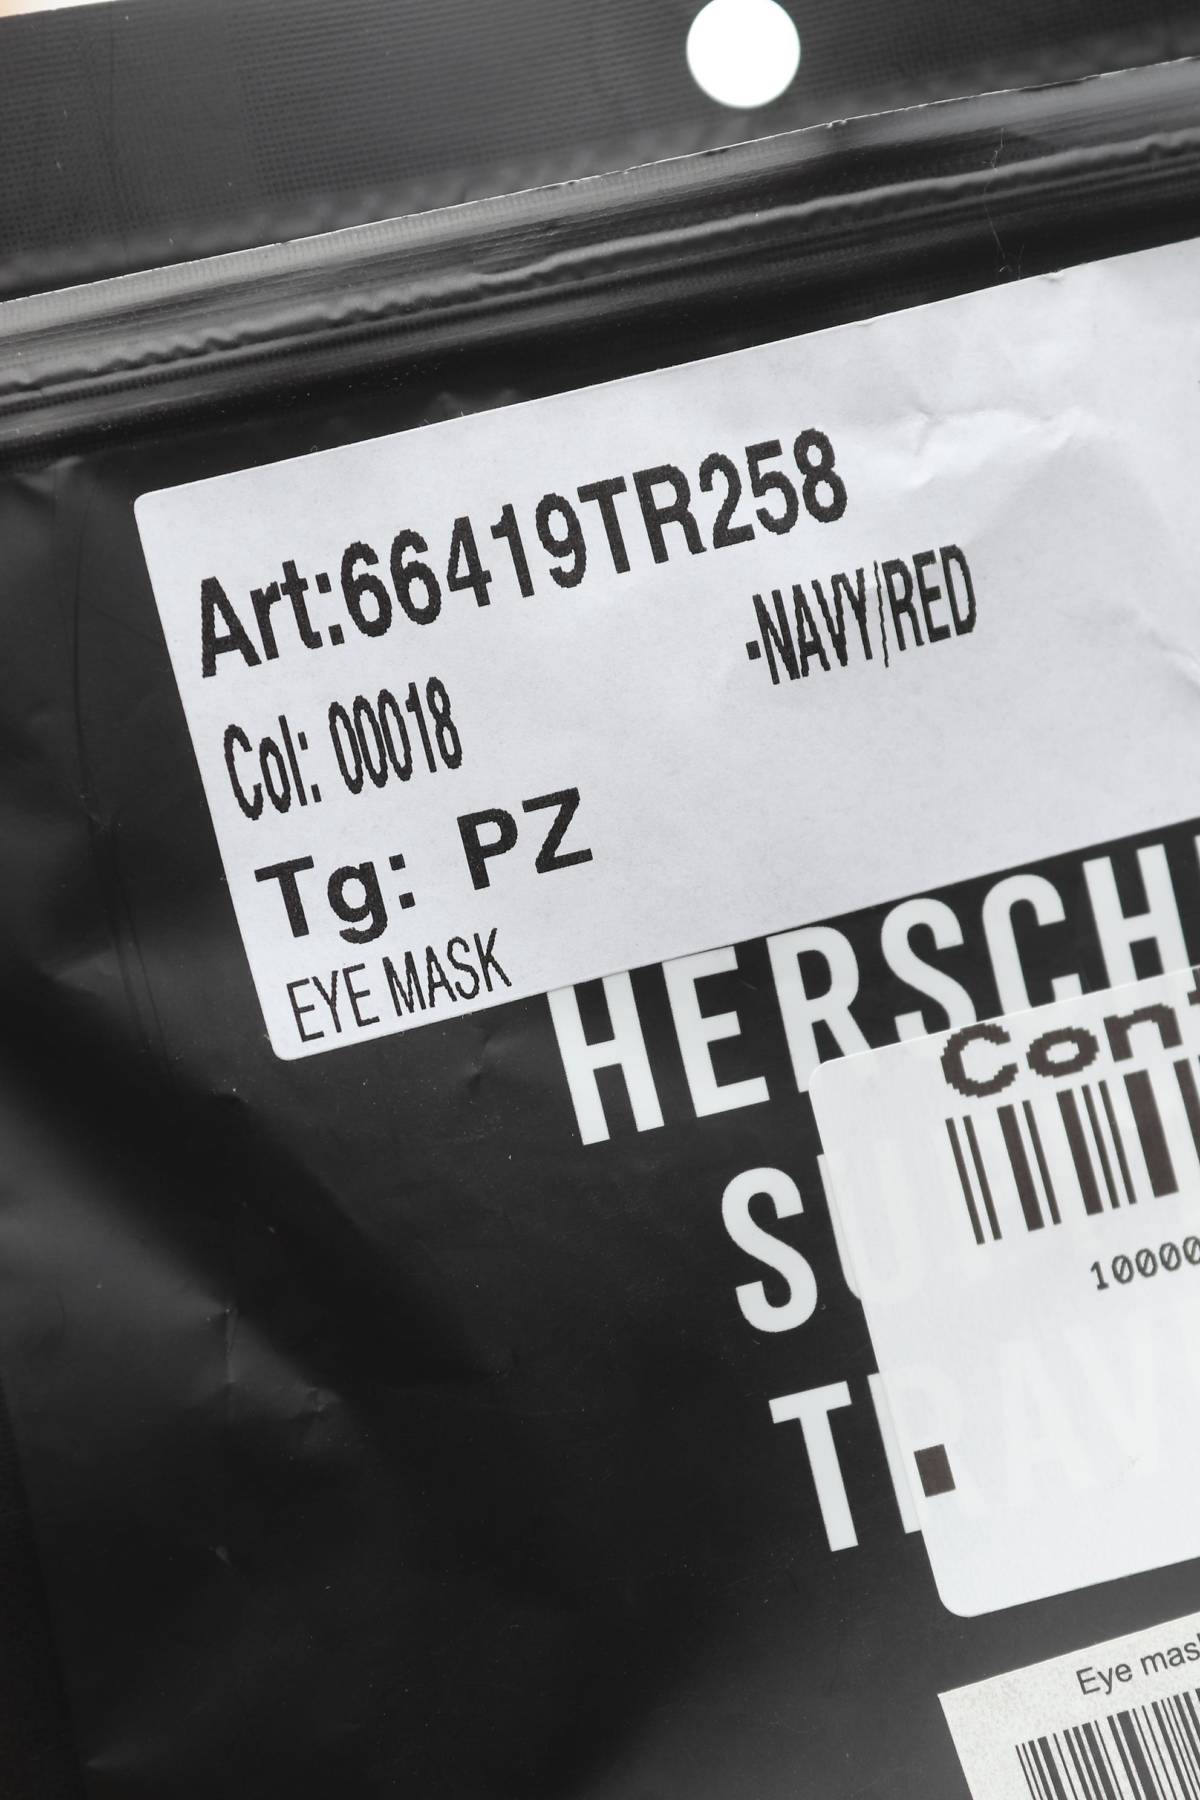 Art:66419TR258
-NAVY/RED
Col: 00018
Tg: PZ
EYE MASK
HERSCH
Con
10000
Eye mas